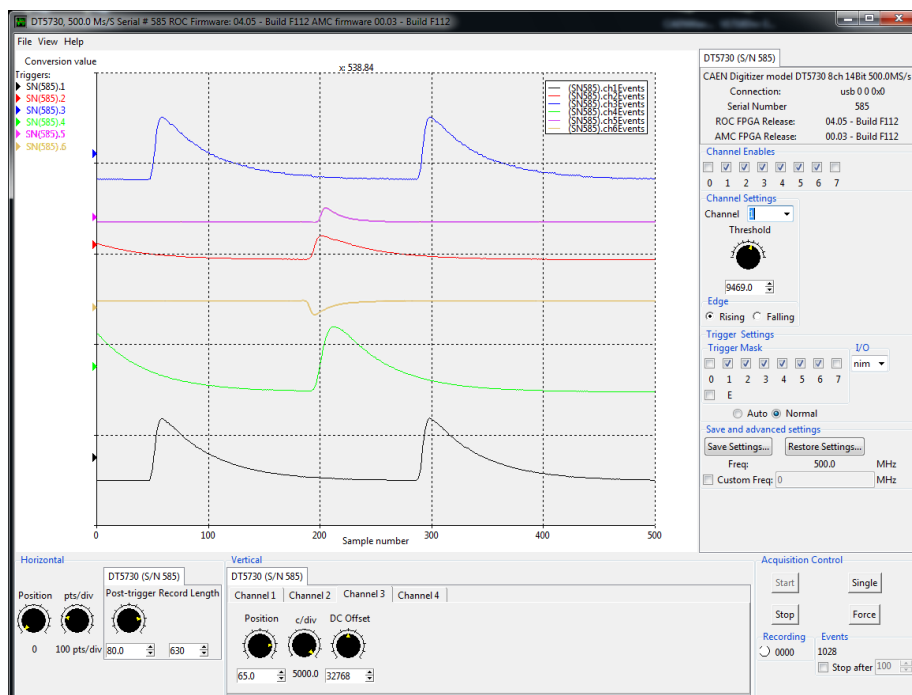 DT5730, 500.0 Ms/S Serial # 585 ROC Firmware: 04.05 - Build F112 AMC firmware 00.03 - Build F112
File View Help
Conversion value
x: 538.84
Triggers:
SN(585).1
SN(585).2
SN(585).3
SN(585).4
SN(585).5
SN(585).6
(SN585).ch1Events
(SN585).ch2Events
(SN585).ch3Events
(SN585).ch4Events
(SN585).ch5Events
(SN585).ch6Events
0 100 200 300 400 500
Sample number
DT5730 (S/N 585)
CAEN Digitizer model DT5730 8ch 14Bit 500.0MS/s
Connection: usb 0 0 0x0
Serial Number 585
ROC FPGA Release: 04.05 - Build F112
AMC FPGA Release: 00.03 - Build F112
Channel Enables
0 1 2 3 4 5 6 7
Channel Settings
Channel
Threshold
9469.0
Edge
Rising Falling
Trigger Settings
Trigger Mask I/O
nim
0 1 2 3 4 5 6 7
E
Auto Normal
Save and advanced settings
Save Settings... Restore Settings...
Freq: 500.0 MHz
Custom Freq: 0 MHz
Horizontal
DT5730 (S/N 585)
Position pts/div Post-trigger Record Length
0 100 pts/div 80.0 630
Vertical
DT5730 (S/N 585)
Channel 1 Channel 2 Channel 3 Channel 4
Position c/div DC Offset
65.0 5000.0 32768
Acquisition Control
Start Single
Stop Force
Recording Events
0000 1028
Stop after 100